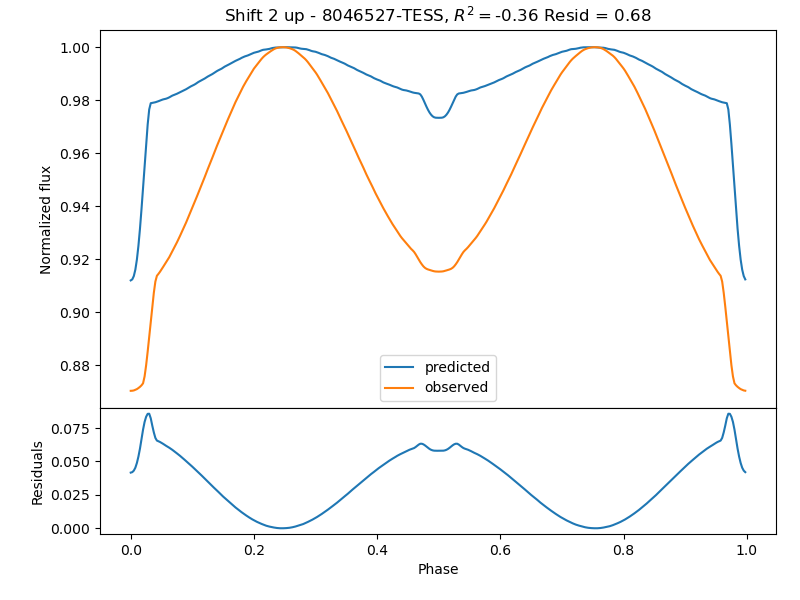 Shift 2 up - 8046527-TESS, R² = -0.36 Resid = 0.68
Normalized flux
1.00
0.98
0.96
0.94
0.92
0.90
0.88
predicted
observed
Residuals
0.075
0.050
0.025
0.000
0.0 0.2 0.4 0.6 0.8 1.0
Phase